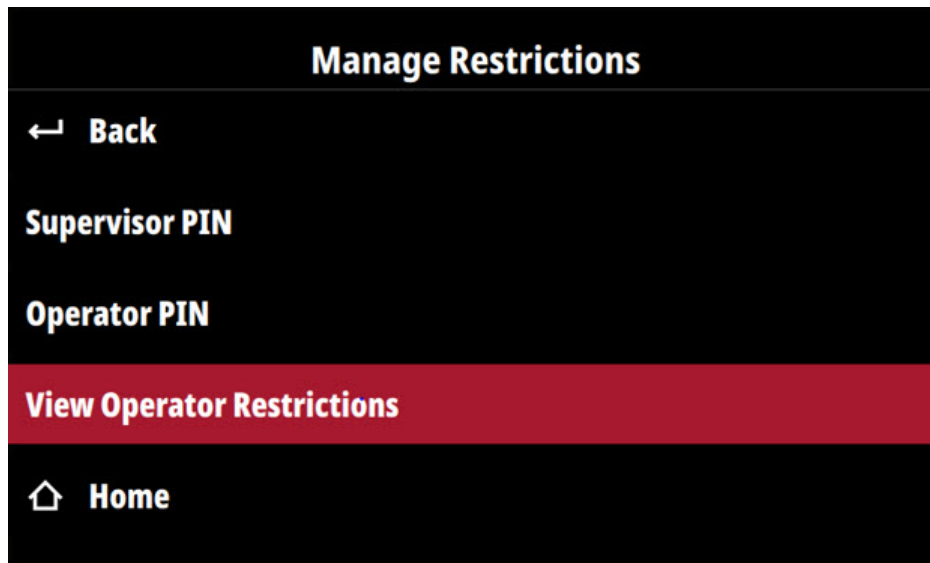 Manage Restrictions
Back
Supervisor PIN
Operator PIN
View Operator Restrictions
Home